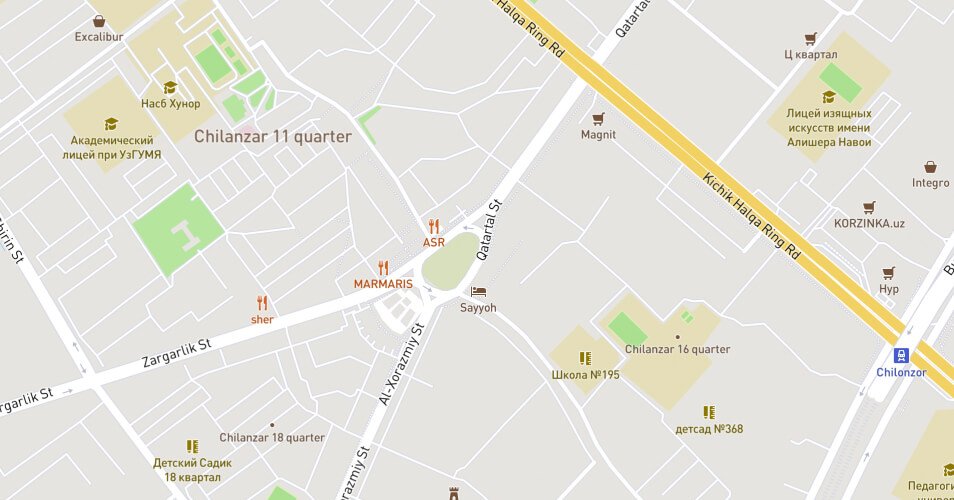 Halqa Ring Rd
Qatartal St
Excalibur
Ц квартал
Насб Хунор
Лицей изящных
искусств имени
Алишера Навои
Magnit
Chilanzar 11 quarter
Академический
лицей при УзГУМЯ
Integro
Kichik Halqa Ring Rd
KORZINKA.uz
Qatartal St
ASR
MARMARIS
Нур
Sayyoh
sher
Zargarlik St
Chilanzar 16 quarter
Chilonzor
Школа №195
Al-Xorazmiy St
детсад №368
Chilanzar 18 quarter
Детский Садик
18 квартал